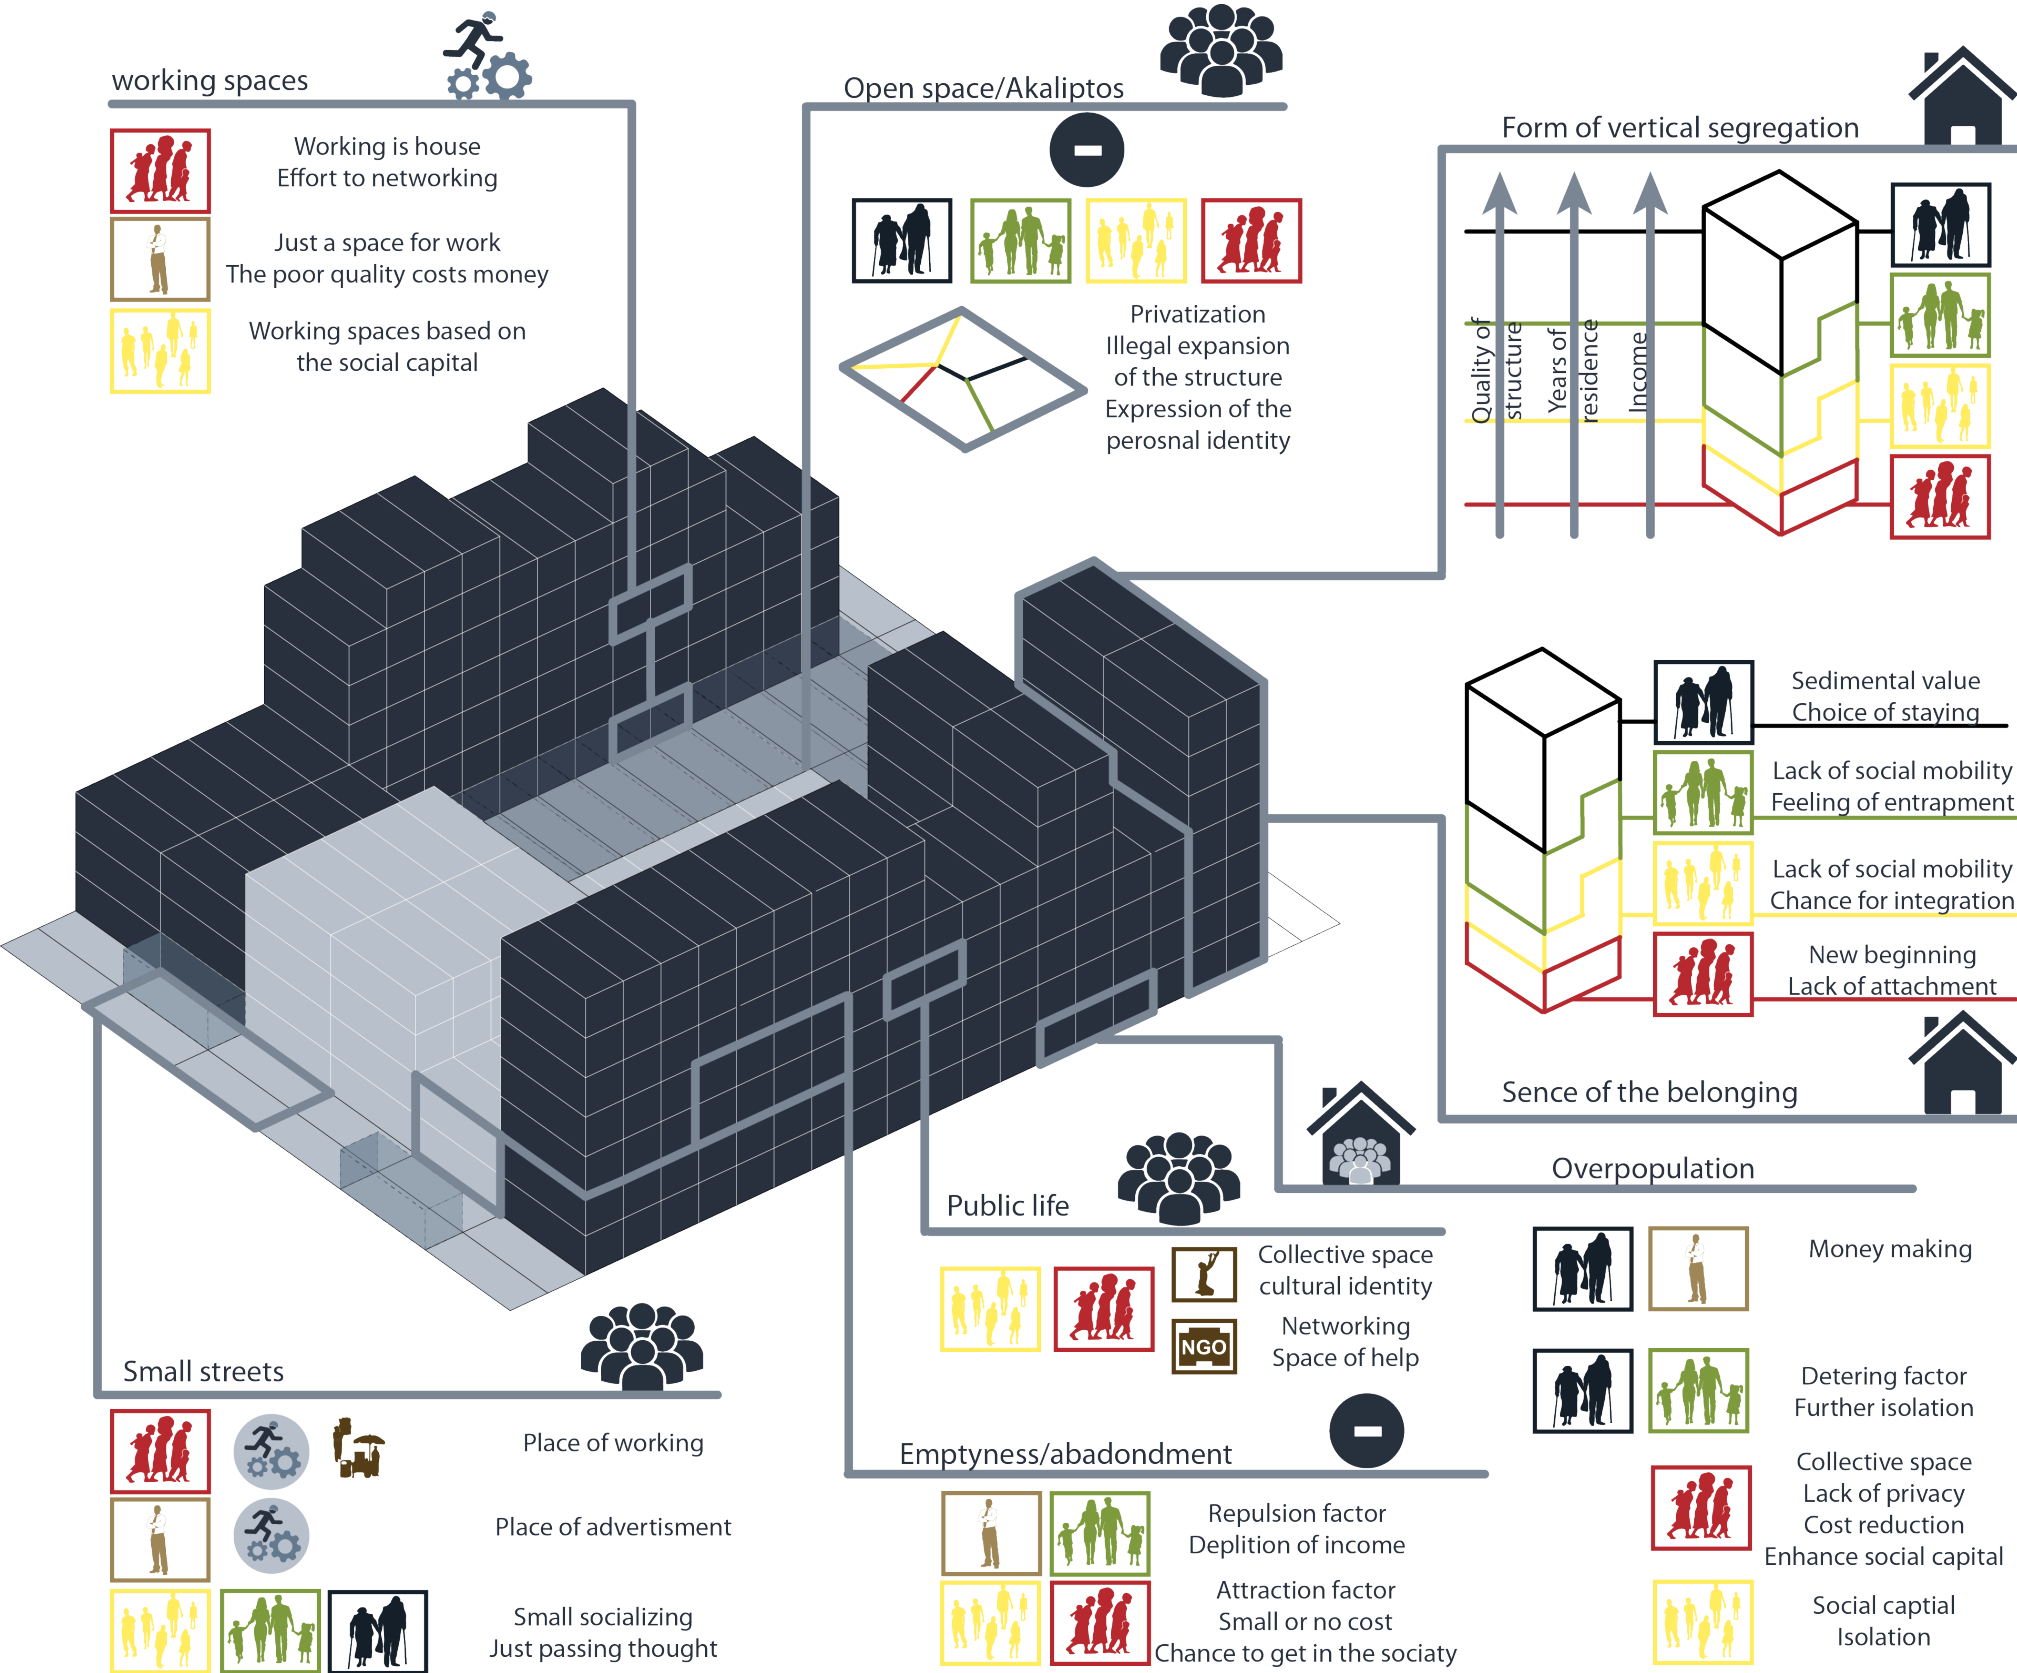 working spaces
Working is house
Effort to networking
Just a space for work
The poor quality costs money
Working spaces based on
the social capital
Open space/Akaliptos
Privatization
Illegal expansion
of the structure
Expression of the
perosnal identity
Form of vertical segregation
Quality of
structure
Years of
residence
Income
Sedimental value
Choice of staying
Lack of social mobility
Feeling of entrapment
Lack of social mobility
Chance for integration
New beginning
Lack of attachment
Sence of the belonging
Overpopulation
Money making
Detering factor
Further isolation
Collective space
Lack of privacy
Cost reduction
Enhance social capital
Social captial
Isolation
Public life
Collective space
cultural identity
NGO
Networking
Space of help
Emptyness/abadondment
Repulsion factor
Deplition of income
Attraction factor
Small or no cost
Chance to get in the sociaty
Small streets
Place of working
Place of advertisment
Small socializing
Just passing thought